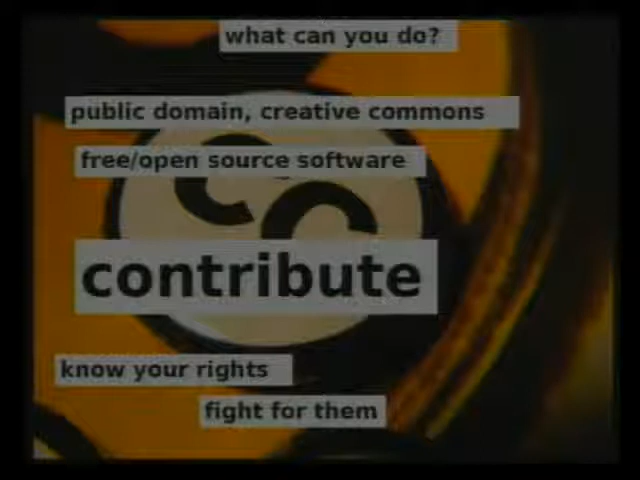 what can you do?
public domain, creative commons
free/open source software
cc
contribute
know your rights
fight for them